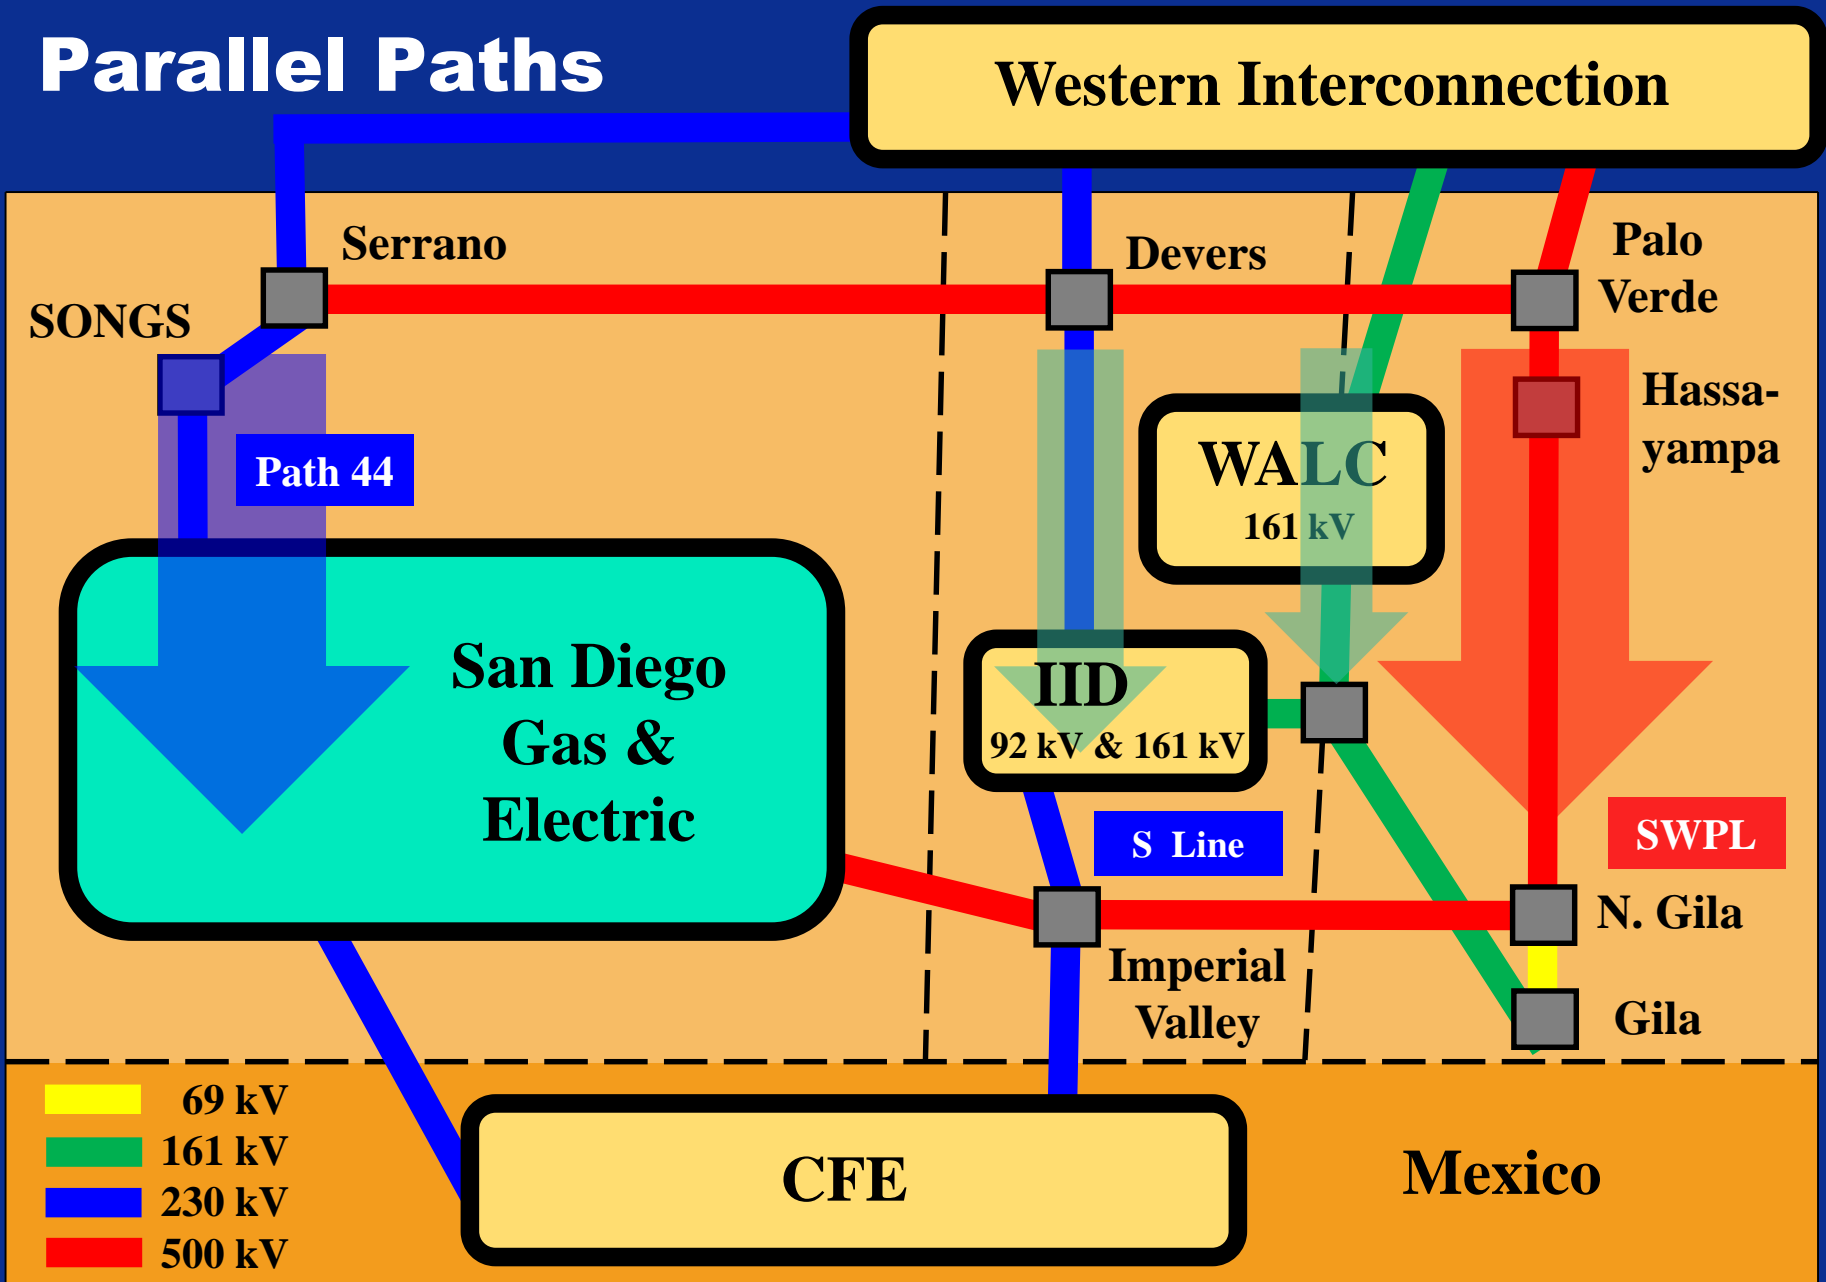 Parallel Paths
Western Interconnection
Serrano
Devers
Palo
Verde
SONGS
Hassa-
yampa
Path 44
WALC
161 kV
San Diego
Gas &
Electric
IID
92 kV & 161 kV
S Line
SWPL
N. Gila
Imperial
Valley
Gila
69 kV
161 kV
230 kV
500 kV
CFE
Mexico